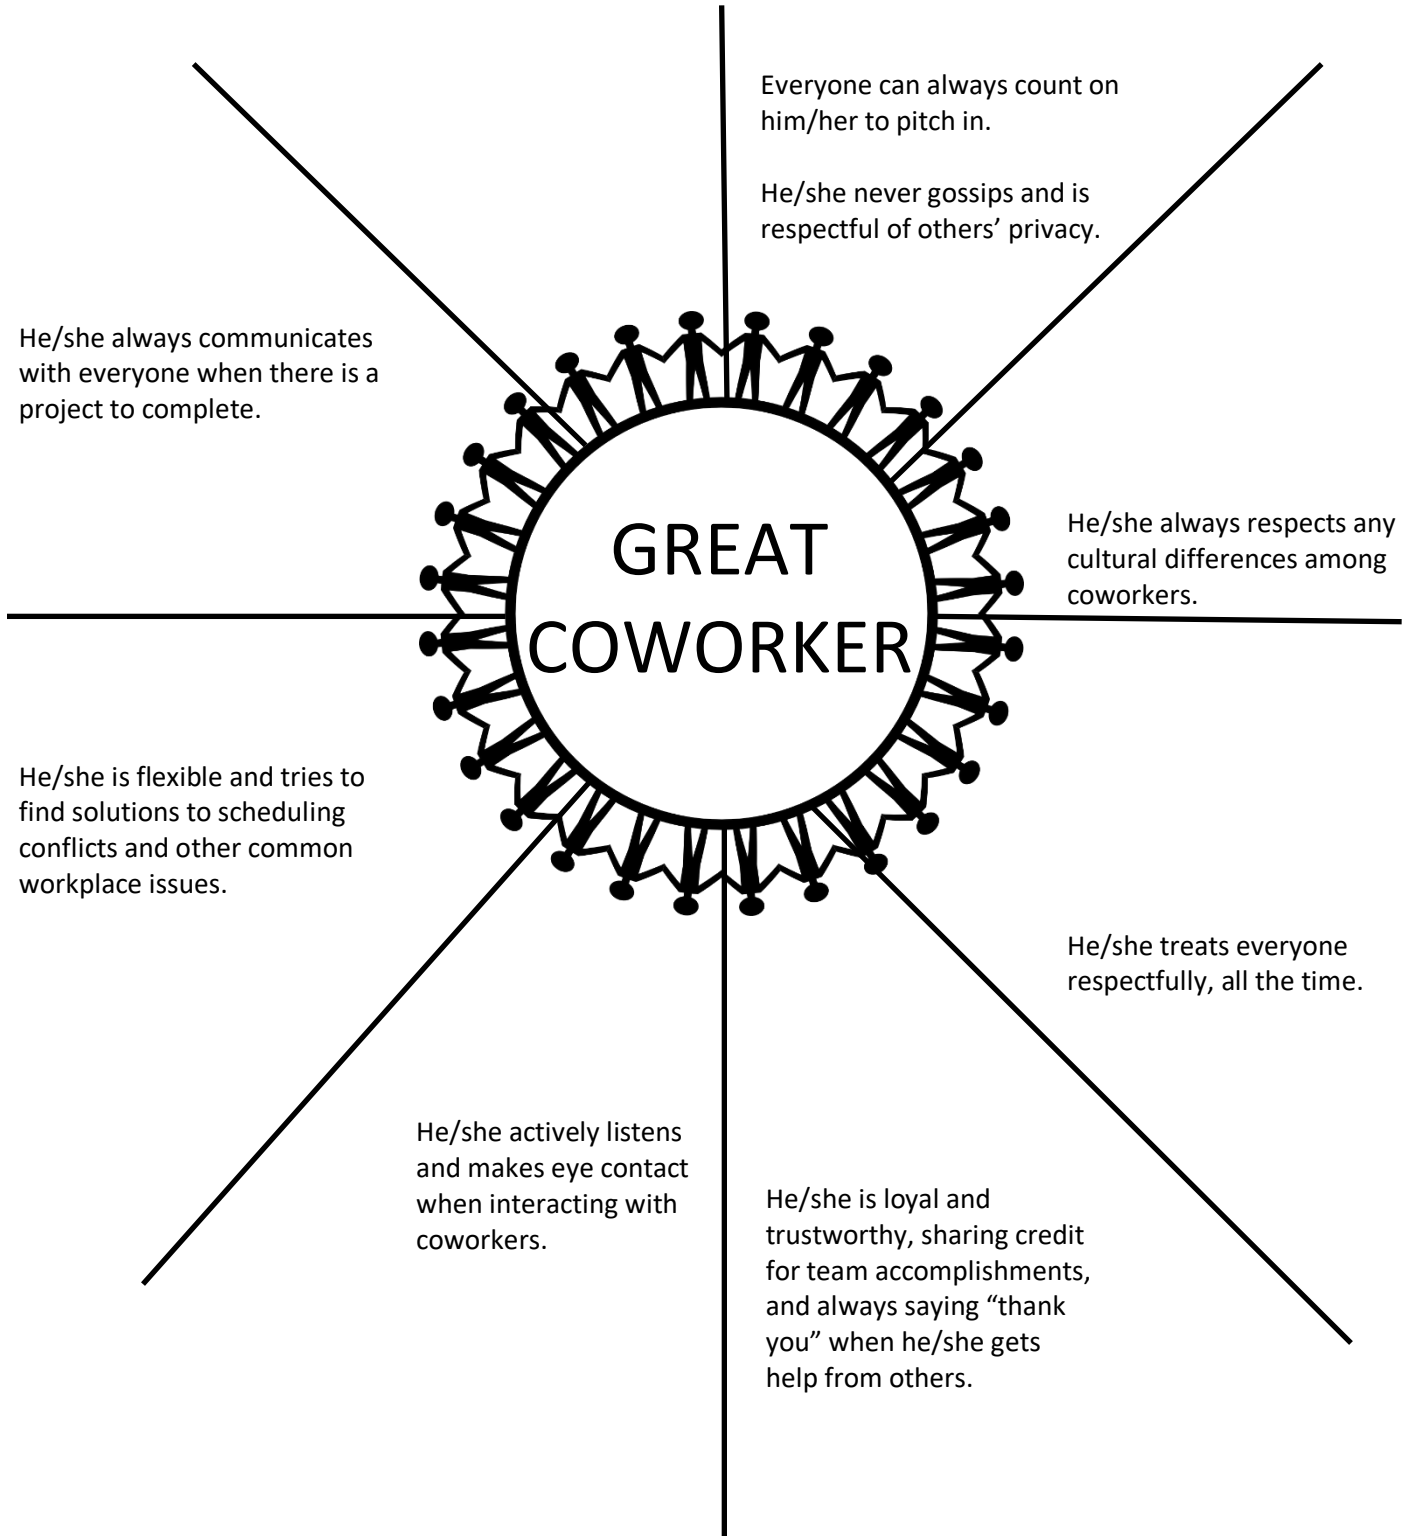 Everyone can always count on
him/her to pitch in.
He/she never gossips and is
respectful of others’ privacy.
He/she always communicates
with everyone when there is a
project to complete.
GREAT
COWORKER
He/she always respects any
cultural differences among
coworkers.
He/she is flexible and tries to
find solutions to scheduling
conflicts and other common
workplace issues.
He/she treats everyone
respectfully, all the time.
He/she actively listens
and makes eye contact
when interacting with
coworkers.
He/she is loyal and
trustworthy, sharing credit
for team accomplishments,
and always saying “thank
you” when he/she gets
help from others.